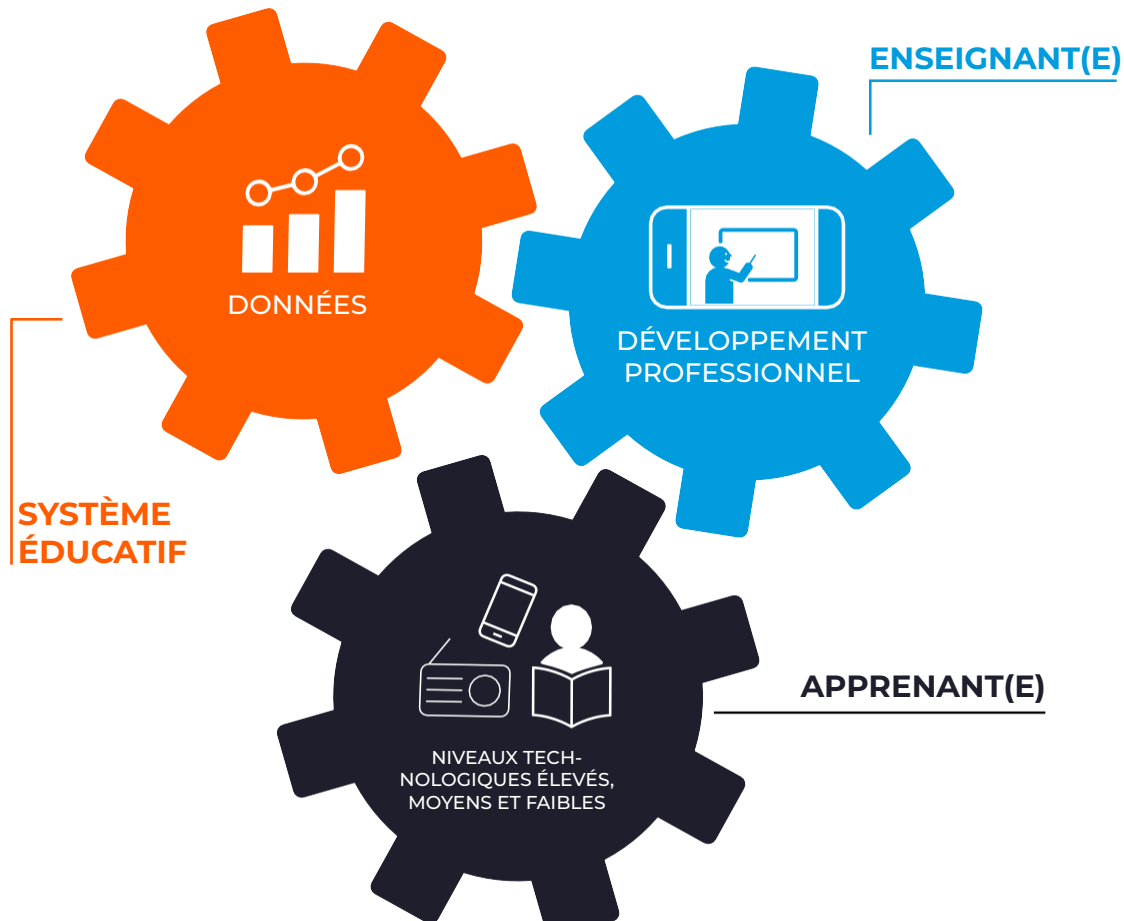 ENSEIGNANT(E)
DONNÉES
DÉVELOPPEMENT
PROFESSIONNEL
SYSTÈME
ÉDUCATIF
APPRENANT(E)
NIVEAUX TECH-
NOLOGIQUES ÉLEVÉS,
MOYENS ET FAIBLES